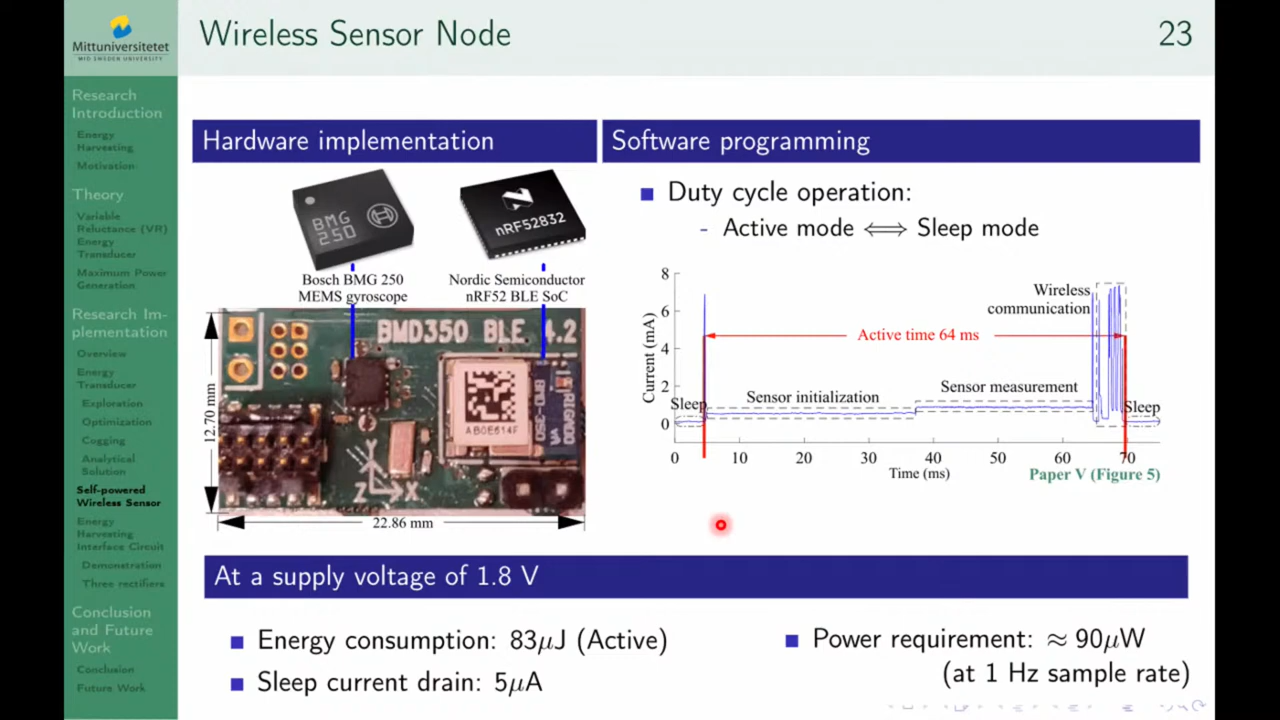 Wireless Sensor Node
23
Mittuniversitetet
MID SWEDEN UNIVERSITY
Research
Introduction
Energy
Harvesting
Motivation
Theory
Variable
Reluctance (VR)
Energy
Transducer
Maximum Power
Generation
Research Im-
plementation
Overview
Energy
Transducer
Exploration
Optimization
Cogging
Analytical
Solution
Self-powered
Wireless Sensor
Energy
Harvesting
Interface Circuit
Demonstration
Three rectifiers
Conclusion
and Future
Work
Conclusion
Future Work
Hardware implementation
BMG
250
N
nRF52832
Bosch BMG 250
MEMS gyroscope
Nordic Semiconductor
nRF52 BLE SoC
BMD350 BLE 4.2
AB0E614F
Z
X
12.70 mm
22.86 mm
Software programming
Duty cycle operation:
- Active mode ⟺ Sleep mode
8
6
4
2
0
Current (mA)
Wireless
communication
Active time 64 ms
Sensor measurement
Sensor initialization
Sleep
Sleep
0 10 20 30 40 50 60 70
Time (ms)
Paper V (Figure 5)
At a supply voltage of 1.8 V
Energy consumption: 83μJ (Active)
Sleep current drain: 5μA
Power requirement: ≈ 90μW
(at 1 Hz sample rate)